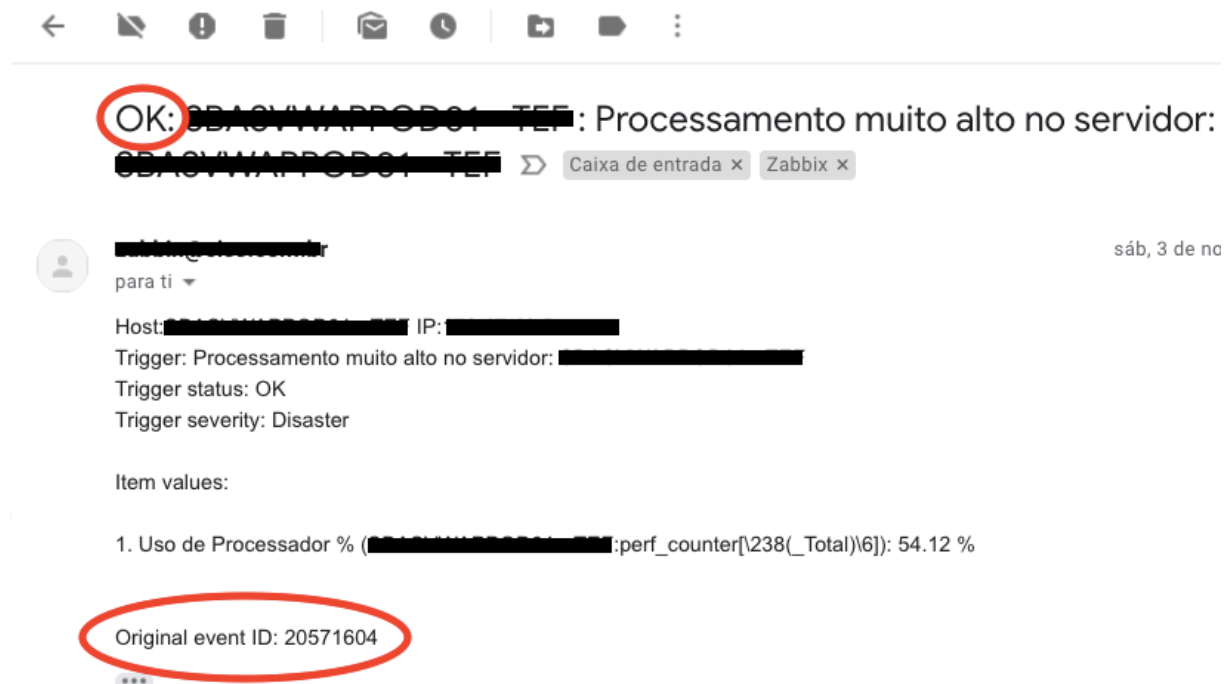 OK: : Processamento muito alto no servidor:
Caixa de entrada × Zabbix ×
sáb, 3 de no
para ti
Host: IP:
Trigger: Processamento muito alto no servidor:
Trigger status: OK
Trigger severity: Disaster
Item values:
1. Uso de Processador % ( :perf_counter[\238(_Total)\6]): 54.12 %
Original event ID: 20571604